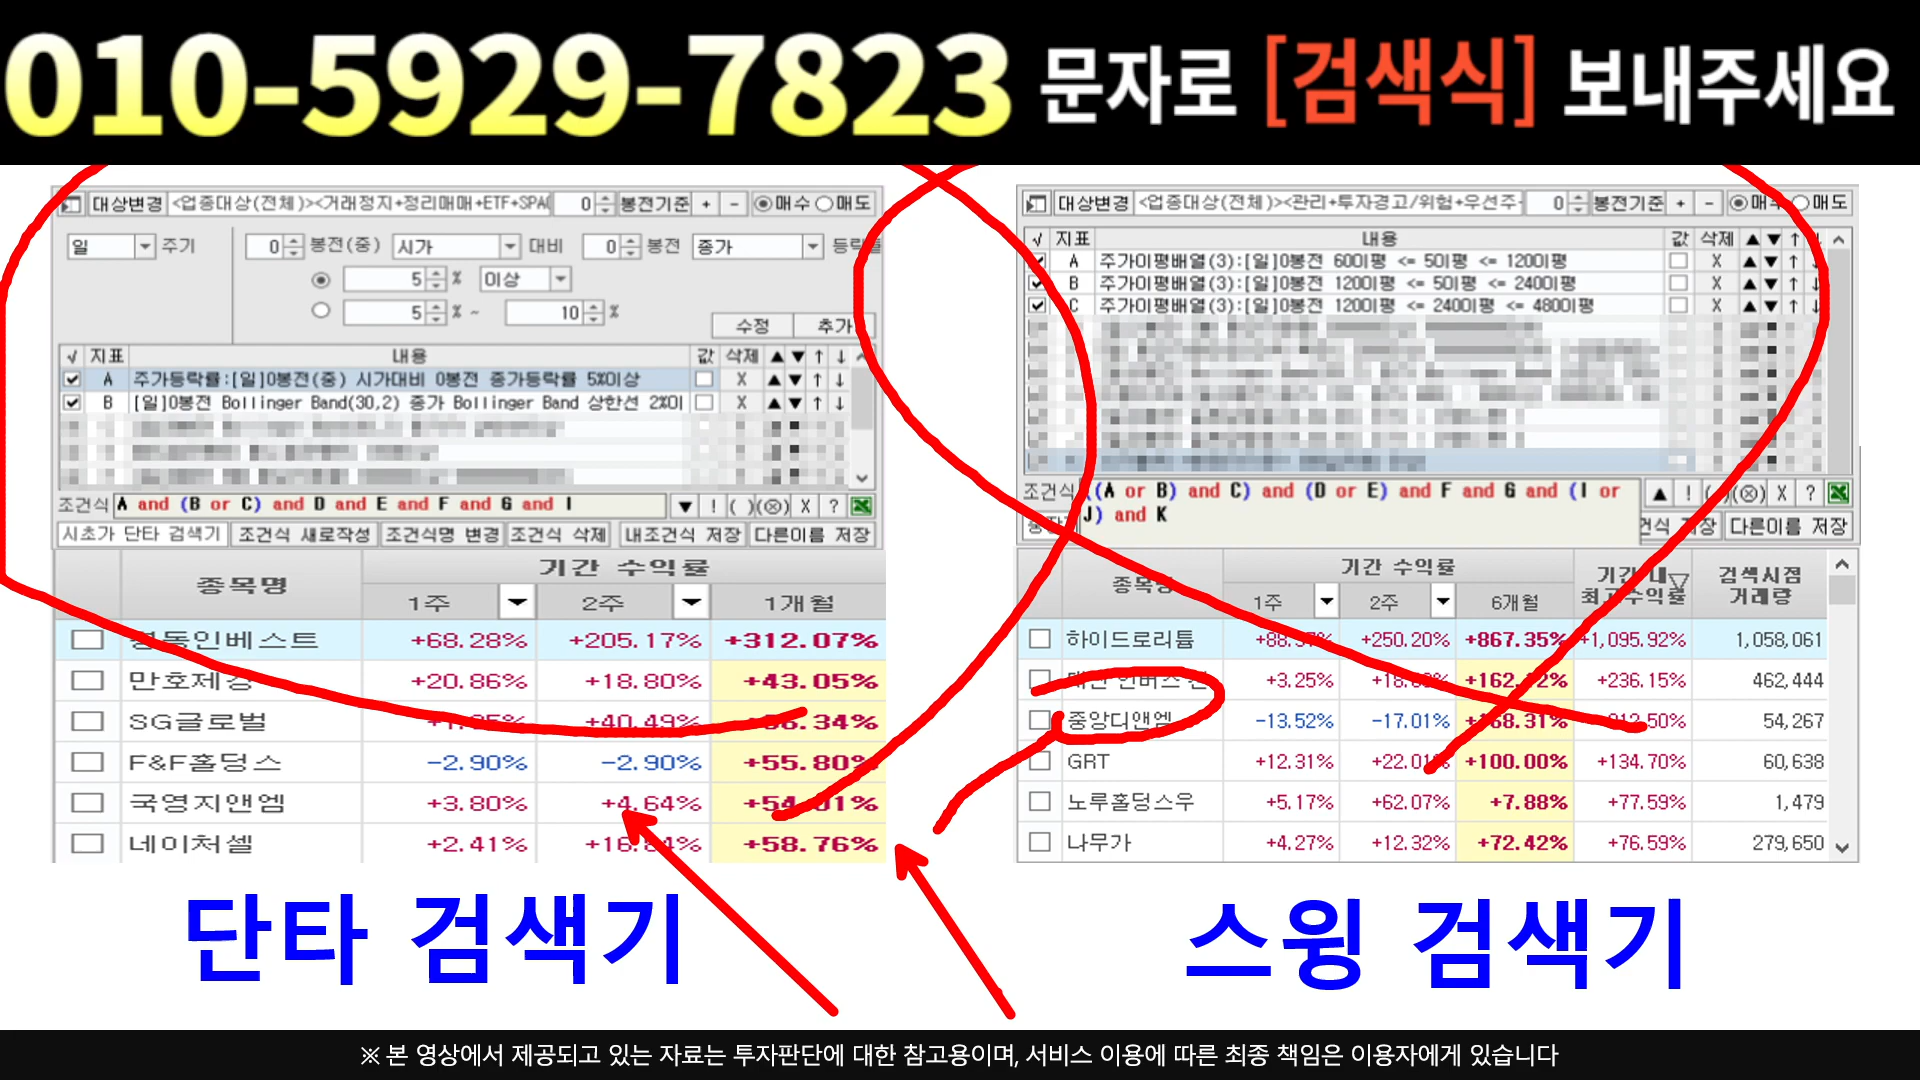 010-5929-7823 문자로 [검색식] 보내주세요
대상변경 <업종대상(전체)><거래정지+정리매매+ETF+SPAC 0 봉전기준 + - 매수 매도
일 주기 0 봉전(중) 시가 대비 0 봉전 종가
5 % 이상
5 % ~ 10 %
수정 추가
√ 지표 내용 값 삭제 ▲ ▼ ↑ ↓
A 주가등락률:[일]0봉전(중) 시가대비 0봉전 종가등락률 5%이상 X ▲ ▼ ↑ ↓
B [일]0봉전 Bollinger Band(30,2) 종가 Bollinger Band 상한선 2%이 X ▲ ▼ ↑ ↓
조건식 A and (B or C) and D and E and F and G and I ▼ ! ( ) (⊗) X ?
시초가 단타 검색기 조건식 새로작성 조건식명 변경 조건식 삭제 내조건식 저장 다른이름 저장
종목명 기간 수익률
1주 2주 1개월
동인베스트 +68.28% +205.17% +312.07%
만호제강 +20.86% +18.80% +43.05%
SG글로벌 +40.49%
F&F홀딩스 -2.90% -2.90% +55.80%
국영지앤엠 +3.80% +4.64%
네이처셀 +2.41% +58.76%
단타 검색기
대상변경 <업종대상(전체)><관리+투자경고/위험+우선주+ 0 봉전기준 + - 매수 매도
√ 지표 내용 값 삭제 ▲ ▼ ↑ ↓
A 주가이평배열(3):[일]0봉전 60이평 <= 5이평 <= 120이평 X ▲ ▼ ↑ ↓
B 주가이평배열(3):[일]0봉전 120이평 <= 5이평 <= 240이평 X ▲ ▼ ↑ ↓
C 주가이평배열(3):[일]0봉전 120이평 <= 240이평 <= 480이평 X ▲ ▼ ↑ ↓
조건식 ((A or B) and C) and (D or E) and F and G and (I or ▲ ! ( ) (⊗) X ?
J) and K
건식 저장 다른이름 저장
종목명 기간 수익률 기간 내 최고수익률 검색시점 거래량
1주 2주 6개월
하이드로리튬 +250.20% +867.35% +1,095.92% 1,058,061
+3.25% +236.15% 462,444
중앙디앤엠 -13.52% -17.01% 54,267
GRT +12.31% +100.00% +134.70% 60,638
노루홀딩스우 +5.17% +62.07% +7.88% +77.59% 1,479
나무가 +4.27% +12.32% +72.42% +76.59% 279,650
스윙 검색기
※ 본 영상에서 제공되고 있는 자료는 투자판단에 대한 참고용이며, 서비스 이용에 따른 최종 책임은 이용자에게 있습니다